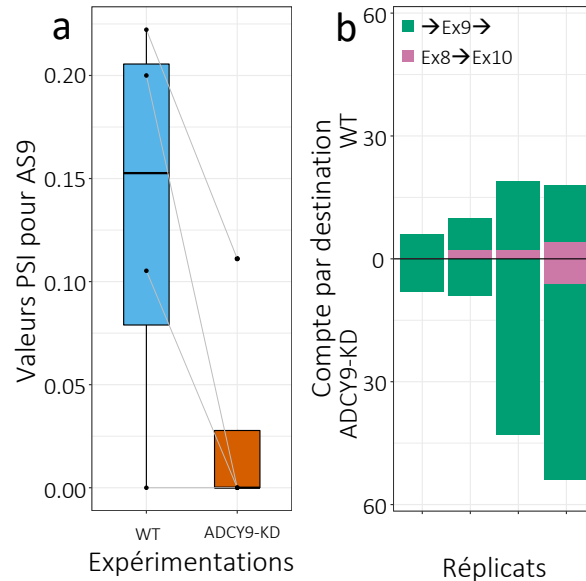 a
Valeurs PSI pour AS9
0.20
0.15
0.10
0.05
0.00
WT
ADCY9-KD
Expérimentations
b
→Ex9→
Ex8→Ex10
Compte par destination
WT
ADCY9-KD
60
30
0
30
60
Réplicats